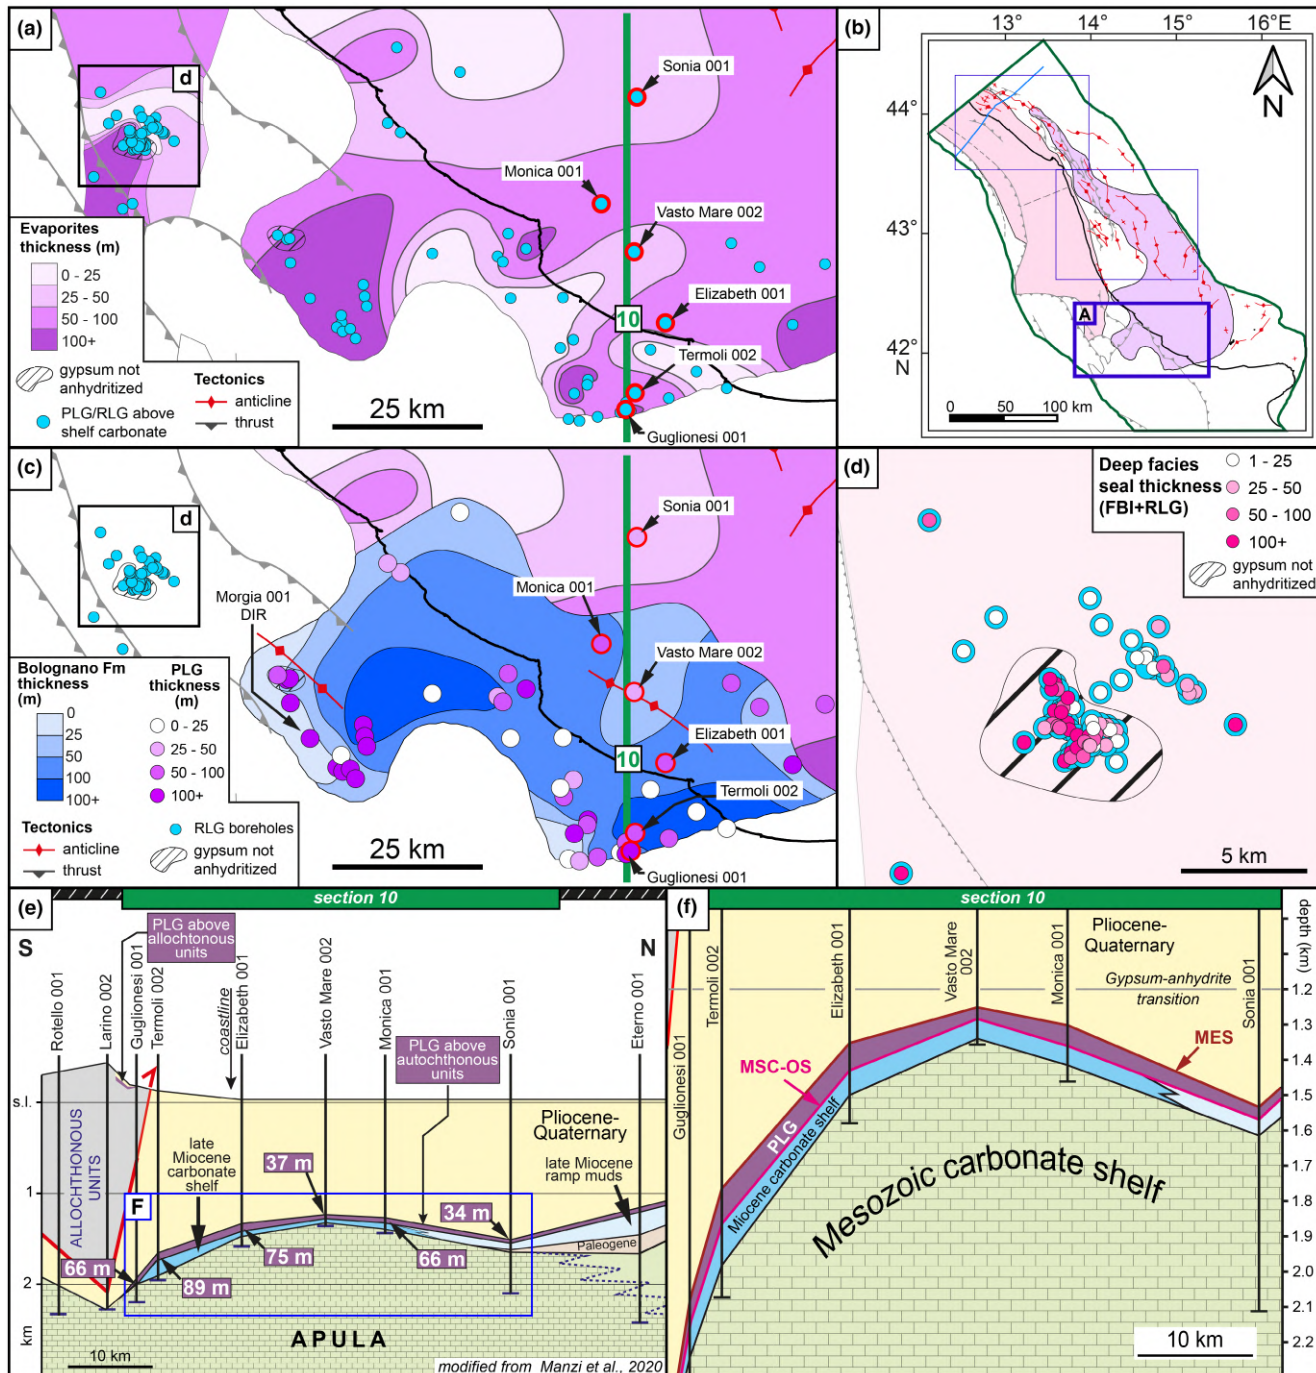 (a)
d
Sonia 001
Monica 001
Vasto Mare 002
Elizabeth 001
10
Termoli 002
Guglionesi 001
25 km
Evaporites
thickness (m)
0 - 25
25 - 50
50 - 100
100+
gypsum not
anhydritized
PLG/RLG above
shelf carbonate
Tectonics
anticline
thrust
(b)
13°
14°
15°
16°E
44°
43°
42°
N
N
A
0
50
100 km
(c)
d
Morgia 001
DIR
Sonia 001
Monica 001
Vasto Mare 002
Elizabeth 001
10
Termoli 002
Guglionesi 001
25 km
Bolognano Fm
thickness
(m)
0
25
50
100
100+
PLG
thickness
(m)
0 - 25
25 - 50
50 - 100
100+
Tectonics
anticline
thrust
RLG boreholes
gypsum not
anhydritized
(d)
Deep facies
seal thickness
(FBI+RLG)
1 - 25
25 - 50
50 - 100
100+
gypsum not
anhydritized
5 km
(e)
section 10
S
N
PLG above
allochtonous
units
Rotello 001
Larino 002
Guglionesi 001
Termoli 002
coastline
Elizabeth 001
Vasto Mare 002
Monica 001
Sonia 001
Eterno 001
PLG above
autochthonous
units
s.l.
1
2
km
ALLOCHTHONOUS
UNITS
late
Miocene
carbonate
shelf
Pliocene-
Quaternary
late Miocene
ramp muds
Paleogene
F
66 m
89 m
75 m
37 m
66 m
34 m
APULA
10 km
modified from Manzi et al., 2020
(f)
section 10
Guglionesi 001
Termoli 002
Elizabeth 001
Vasto Mare
002
Monica 001
Sonia 001
Pliocene-
Quaternary
Gypsum-anhydrite
transition
MES
MSC-OS
PLG
Miocene carbonate shelf
Mesozoic carbonate shelf
depth (km)
1.2
1.3
1.4
1.5
1.6
1.7
1.8
1.9
2.0
2.1
2.2
10 km